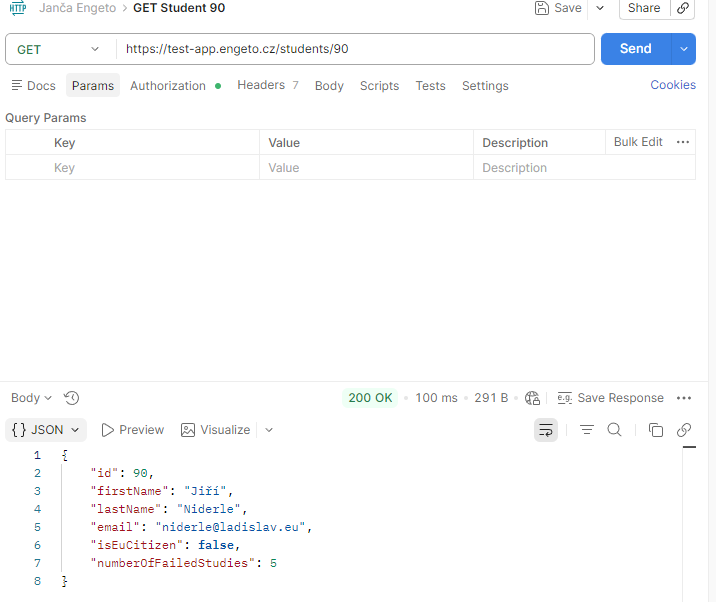 HTTP Janča Engeto > GET Student 90 Save Share
GET https://test-app.engeto.cz/students/90 Send
Docs Params Authorization Headers 7 Body Scripts Tests Settings Cookies
Query Params
Key Value Description Bulk Edit
Key Value Description
Body 200 OK 100 ms 291 B e.g. Save Response
{} JSON Preview Visualize
1 {
2 "id": 90,
3 "firstName": "Jiří",
4 "lastName": "Niderle",
5 "email": "niderle@ladislav.eu",
6 "isEuCitizen": false,
7 "numberOfFailedStudies": 5
8 }